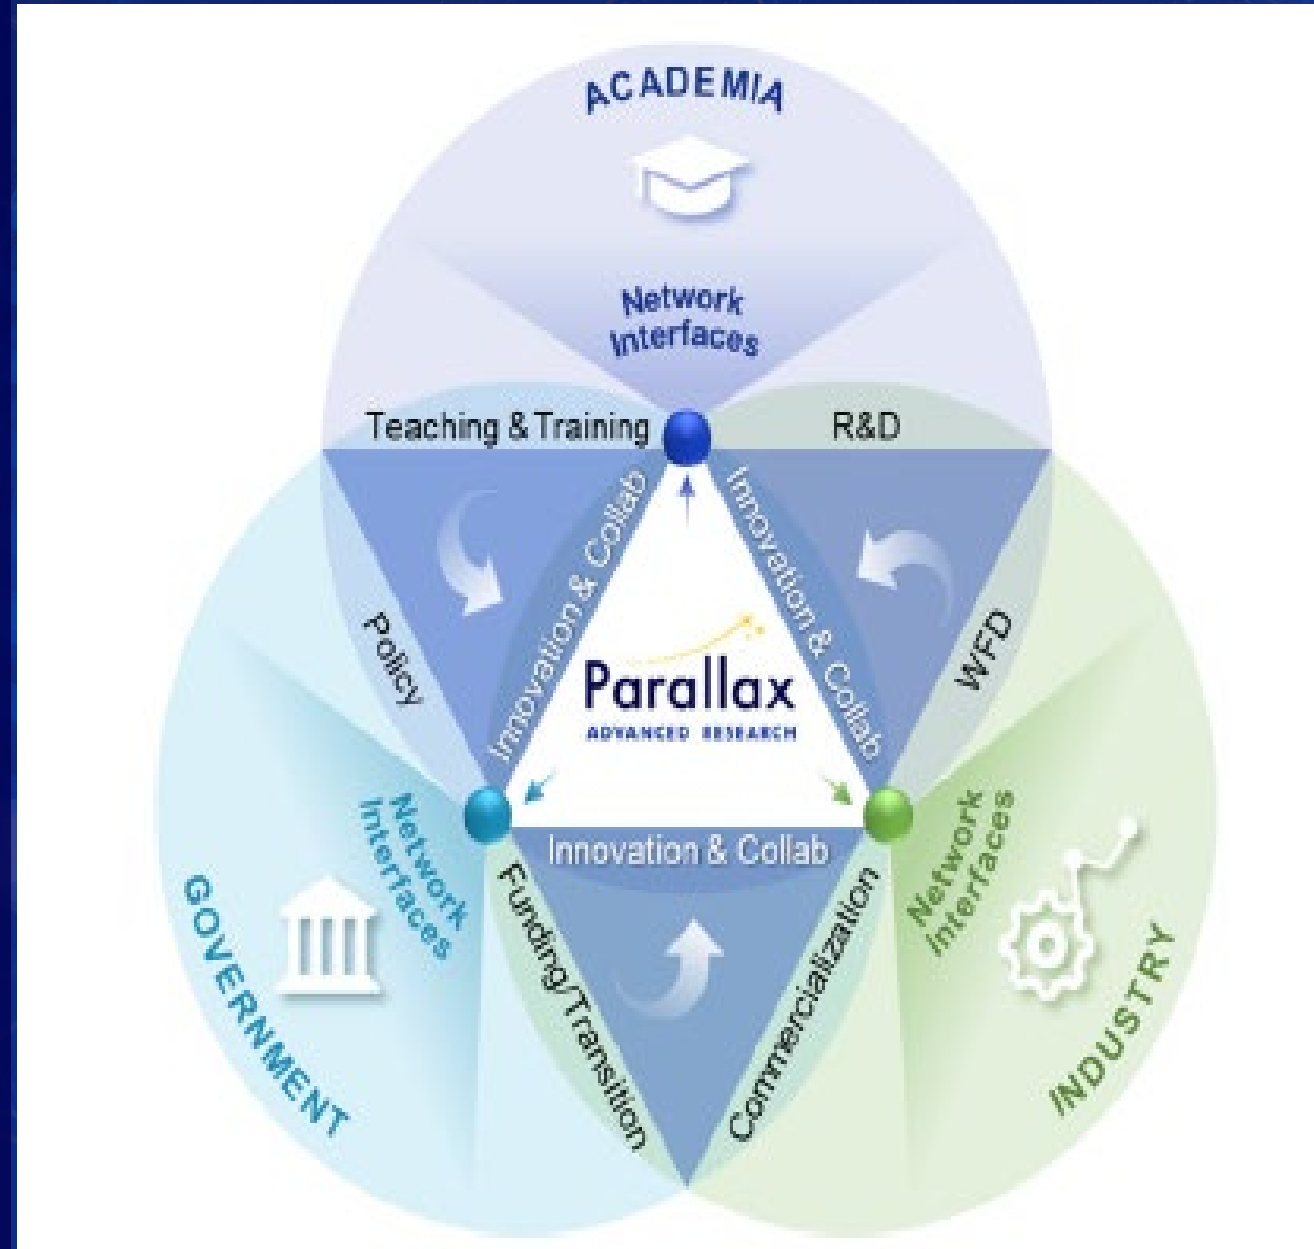 ACADEMIA
Network
Interfaces
Teaching & Training
R&D
Innovation & Collab
Innovation & Collab
Policy
WFD
Parallax
ADVANCED RESEARCH
Network
Interfaces
Innovation & Collab
Network
Interfaces
GOVERNMENT
Funding/Transition
Commercialization
INDUSTRY